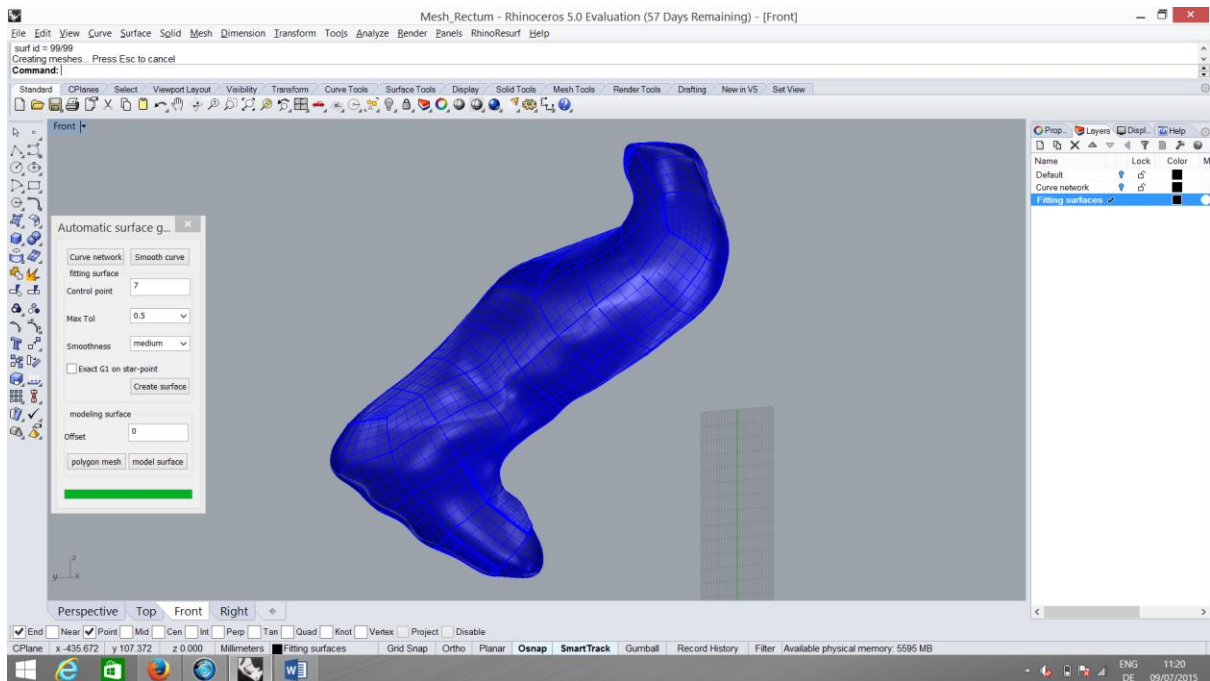 Mesh_Rectum - Rhinoceros 5.0 Evaluation (57 Days Remaining) - [Front]
File Edit View Curve Surface Solid Mesh Dimension Transform Tools Analyze Render Panels RhinoResurf Help
surf id = 99/99
Creating meshes... Press Esc to cancel
Command:
Standard CPlanes Select Viewport Layout Visibility Transform Curve Tools Surface Tools Display Solid Tools Mesh Tools Render Tools Drafting New in V5 Set View
Front
Prop... Layers Displ... Help
Name Lock Color M
Default
Curve network
Fitting surfaces
Automatic surface g...
Curve network Smooth curve
fitting surface
Control point 7
Max Tol 0.5
Smoothness medium
Exact G1 on star-point
Create surface
modeling surface
Offset 0
polygon mesh model surface
z
y x
Perspective Top Front Right
End Near Point Mid Cen Int Perp Tan Quad Knot Vertex Project Disable
CPlane x -435.672 y 107.372 z 0.000 Millimeters Fitting surfaces Grid Snap Ortho Planar Osnap SmartTrack Gumball Record History Filter Available physical memory: 5595 MB
ENG 11:20
DE 09/07/2015